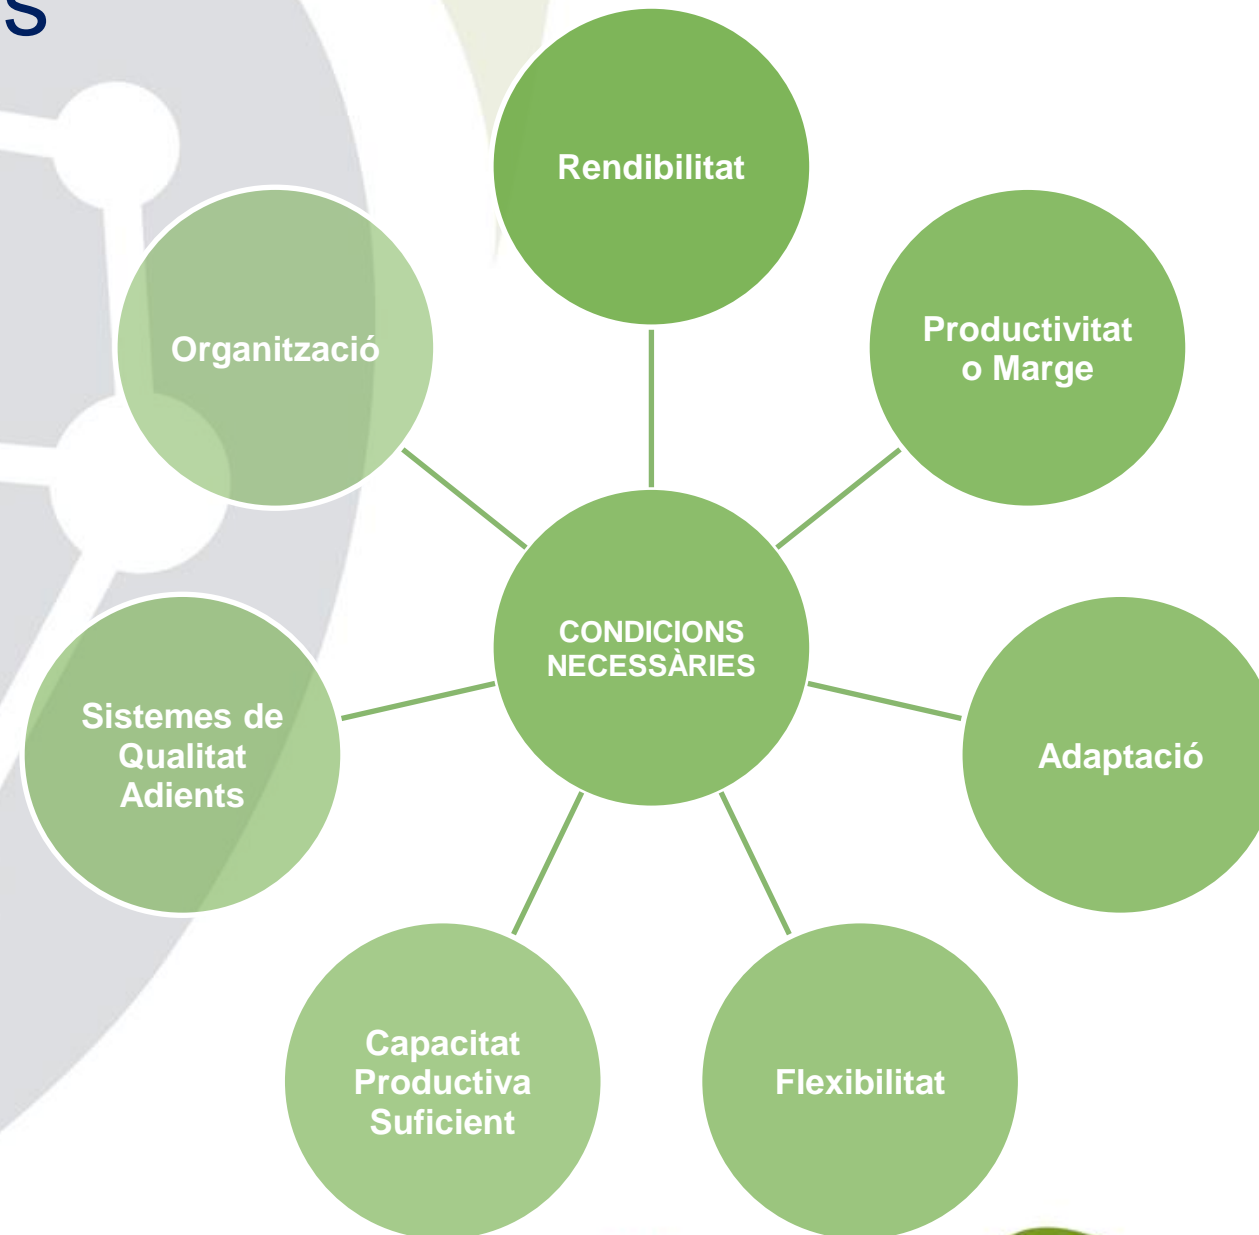 s
Rendibilitat
Productivitat
o Marge
Organització
CONDICIONS
NECESSÀRIES
Adaptació
Sistemes de
Qualitat
Adients
Flexibilitat
Capacitat
Productiva
Suficient